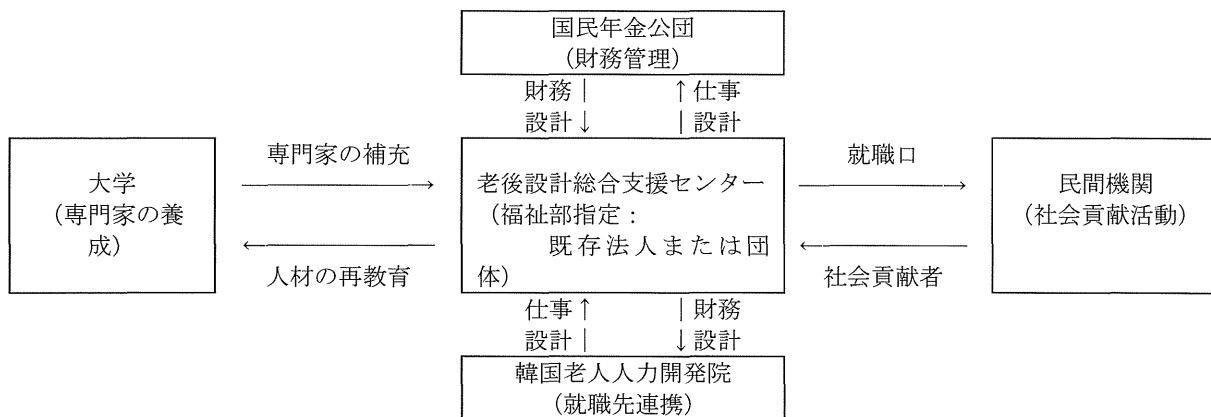 国民年金公団
(財務管理)
財務｜ ↑仕事
設計↓ ｜設計
専門家の補充
就職口
大学
(専門家の養
成)
老後設計総合支援センター
(福祉部指定：
既存法人または団
体)
民間機関
(社会貢献活動)
人材の再教育
社会貢献者
仕事↑ ｜財務
設計｜ ↓設計
韓国老人人力開発院
(就職先連携)